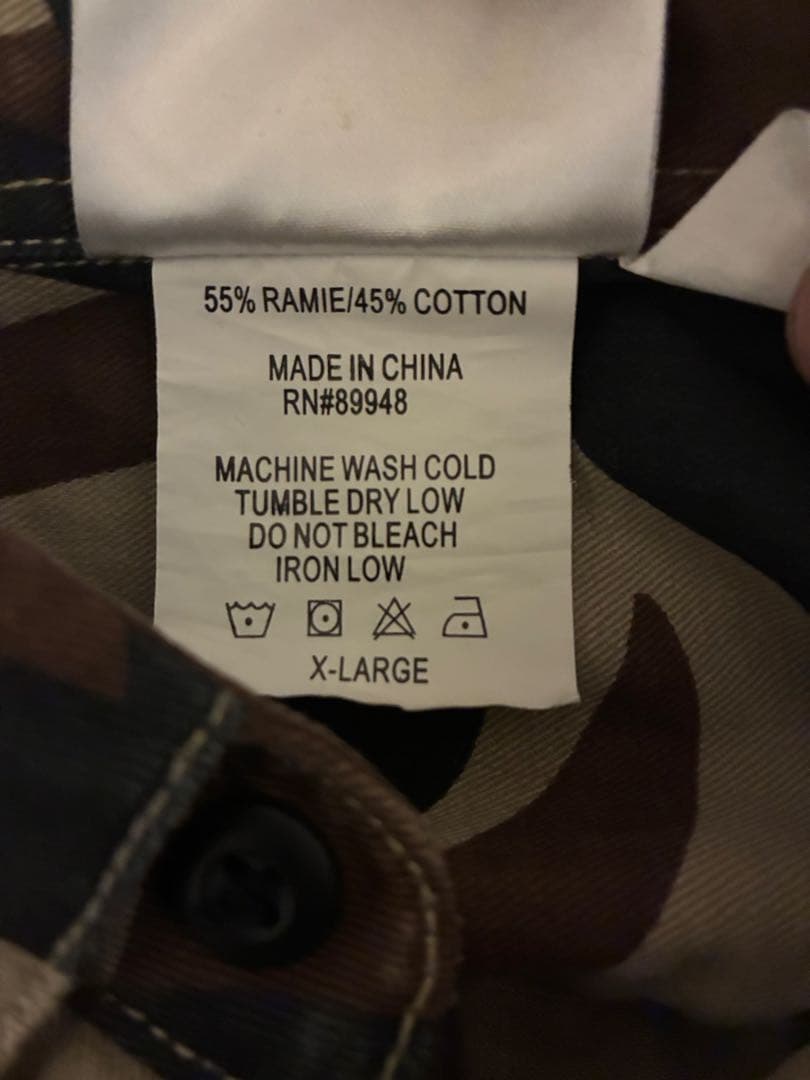 55% RAMIE/45% COTTON
MADE IN CHINA
RN#89948
MACHINE WASH COLD
TUMBLE DRY LOW
DO NOT BLEACH
IRON LOW
X-LARGE